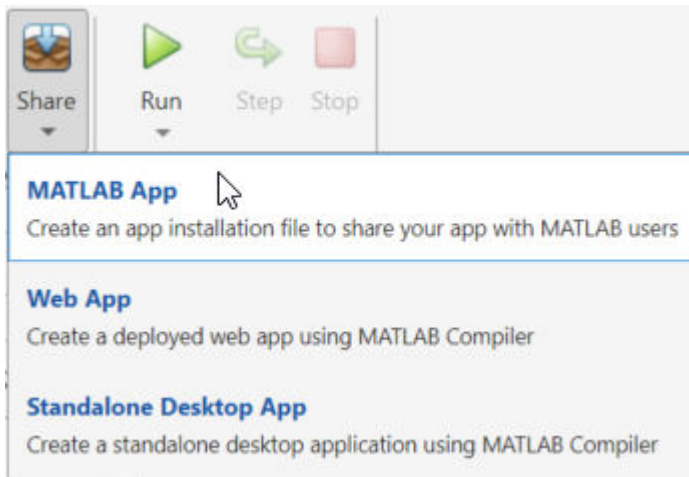 Share Run Step Stop
MATLAB App
Create an app installation file to share your app with MATLAB users
Web App
Create a deployed web app using MATLAB Compiler
Standalone Desktop App
Create a standalone desktop application using MATLAB Compiler